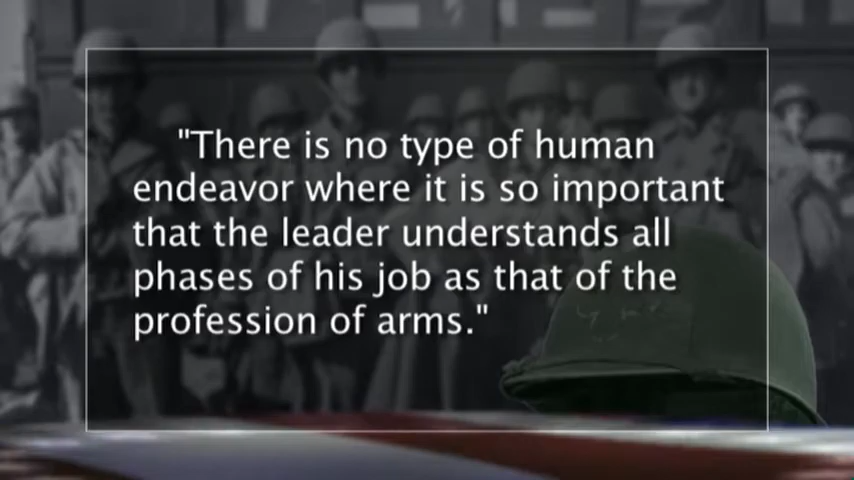 "There is no type of human
endeavor where it is so important
that the leader understands all
phases of his job as that of the
profession of arms."